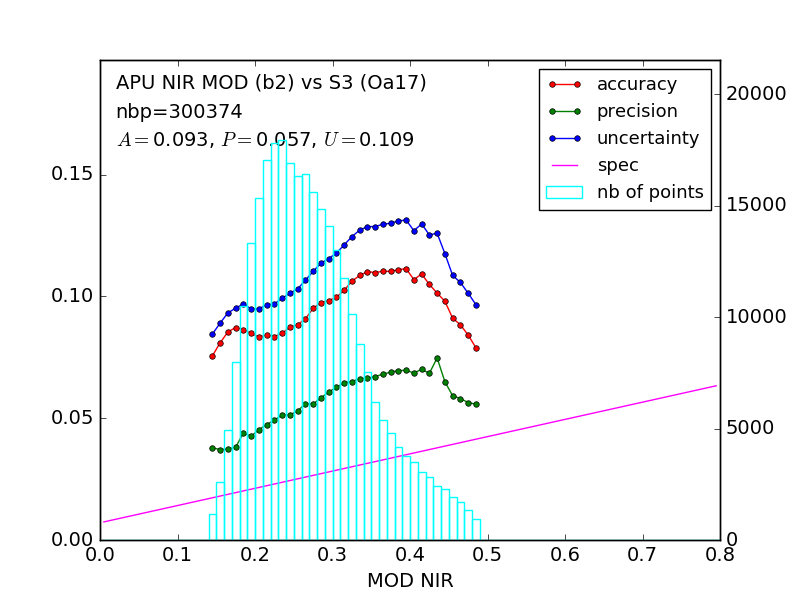 APU NIR MOD (b2) vs S3 (Oa17)
nbp=300374
A = 0.093, P = 0.057, U = 0.109
accuracy
precision
uncertainty
spec
nb of points
0.15
0.10
0.05
0.00
20000
15000
10000
5000
0
0.0 0.1 0.2 0.3 0.4 0.5 0.6 0.7 0.8
MOD NIR